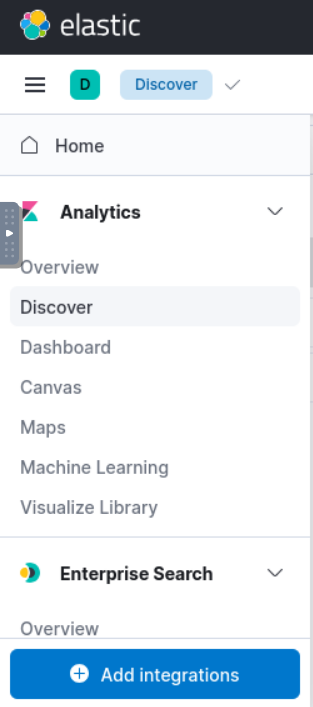 elastic
D Discover
Home
Analytics
Overview
Discover
Dashboard
Canvas
Maps
Machine Learning
Visualize Library
Enterprise Search
Overview
Add integrations